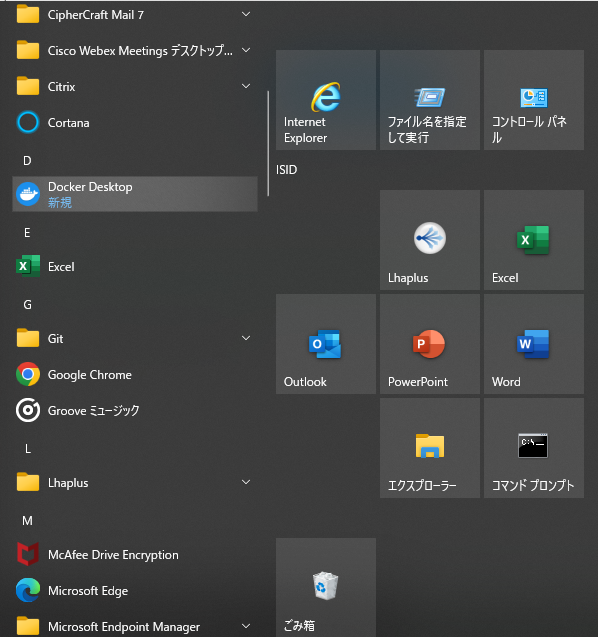 CipherCraft Mail 7
Cisco Webex Meetings デスクトップ...
Citrix
Cortana
D
Docker Desktop
新規
E
Excel
G
Git
Google Chrome
Groove ミュージック
L
Lhaplus
M
McAfee Drive Encryption
Microsoft Edge
Microsoft Endpoint Manager
Internet
Explorer
ファイル名を指定
して実行
コントロール パネ
ル
ISID
Lhaplus
Excel
Outlook
PowerPoint
Word
エクスプローラー
コマンド プロンプト
ごみ箱